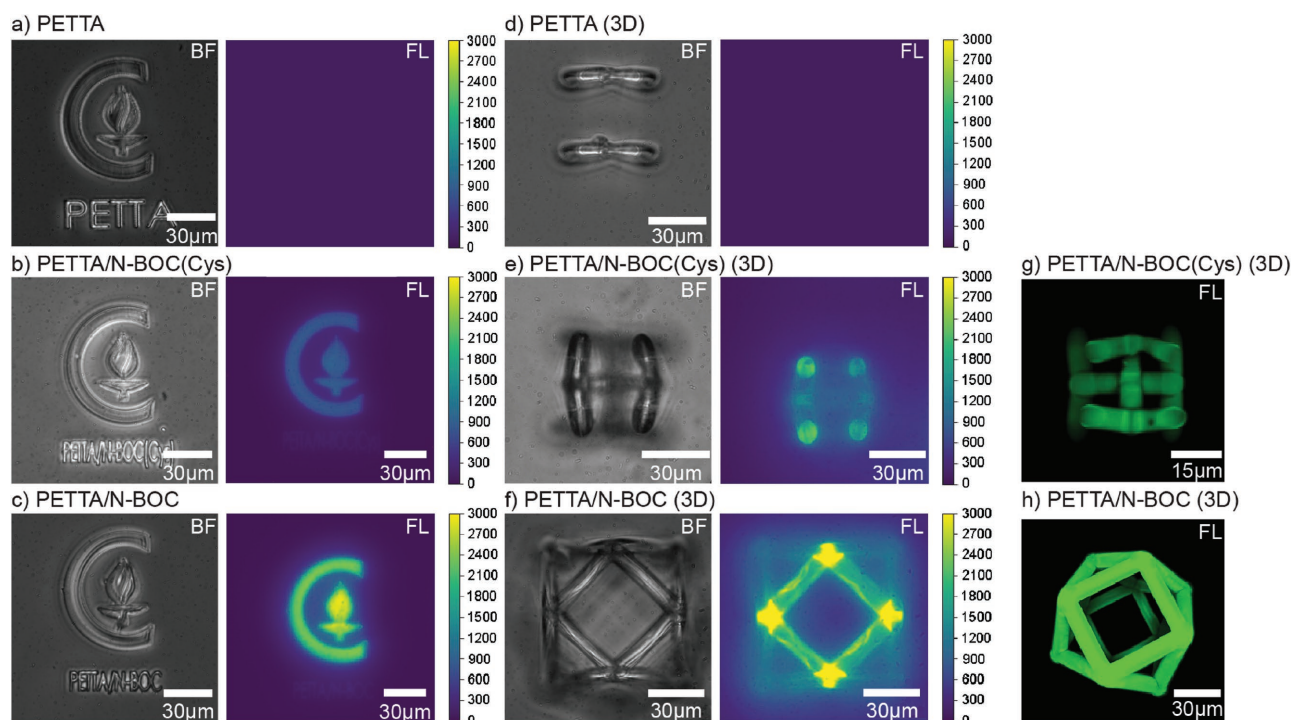 a) PETTA
BF
PETTA
30µm
FL
3000
2700
2400
2100
1800
1500
1200
900
600
300
0
d) PETTA (3D)
BF
30µm
FL
3000
2700
2400
2100
1800
1500
1200
900
600
300
0
b) PETTA/N-BOC(Cys)
BF
PETTA/N-BOC(Cys)
30µm
FL
30µm
3000
2700
2400
2100
1800
1500
1200
900
600
300
0
e) PETTA/N-BOC(Cys) (3D)
BF
30µm
FL
30µm
3000
2700
2400
2100
1800
1500
1200
900
600
300
0
g) PETTA/N-BOC(Cys) (3D)
FL
15µm
c) PETTA/N-BOC
BF
PETTA/N-BOC
30µm
FL
30µm
3000
2700
2400
2100
1800
1500
1200
900
600
300
0
f) PETTA/N-BOC (3D)
BF
30µm
FL
30µm
3000
2700
2400
2100
1800
1500
1200
900
600
300
0
h) PETTA/N-BOC (3D)
FL
30µm